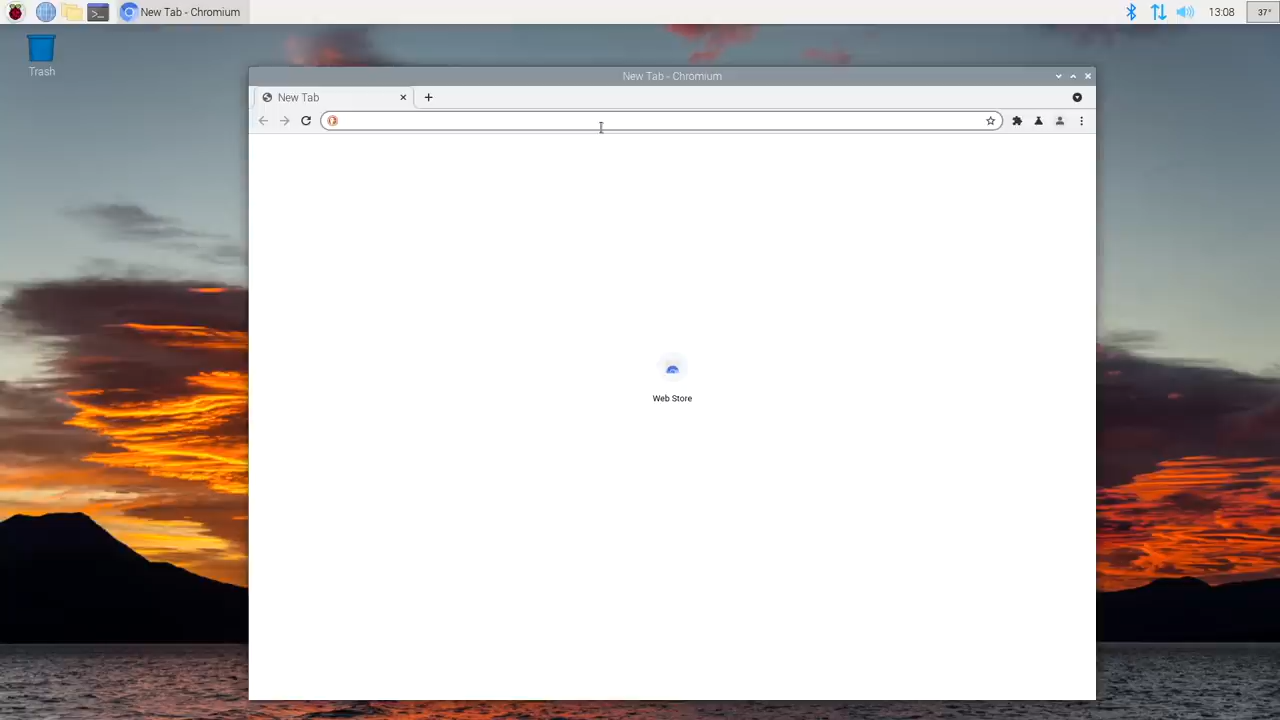 New Tab - Chromium
13:08
37°
Trash
New Tab - Chromium
New Tab
Web Store